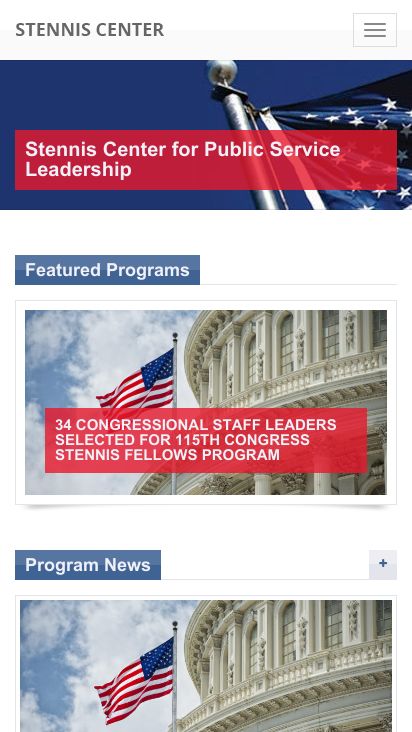 STENNIS CENTER
Stennis Center for Public Service
Leadership
Featured Programs
34 CONGRESSIONAL STAFF LEADERS
SELECTED FOR 115TH CONGRESS
STENNIS FELLOWS PROGRAM
Program News
+